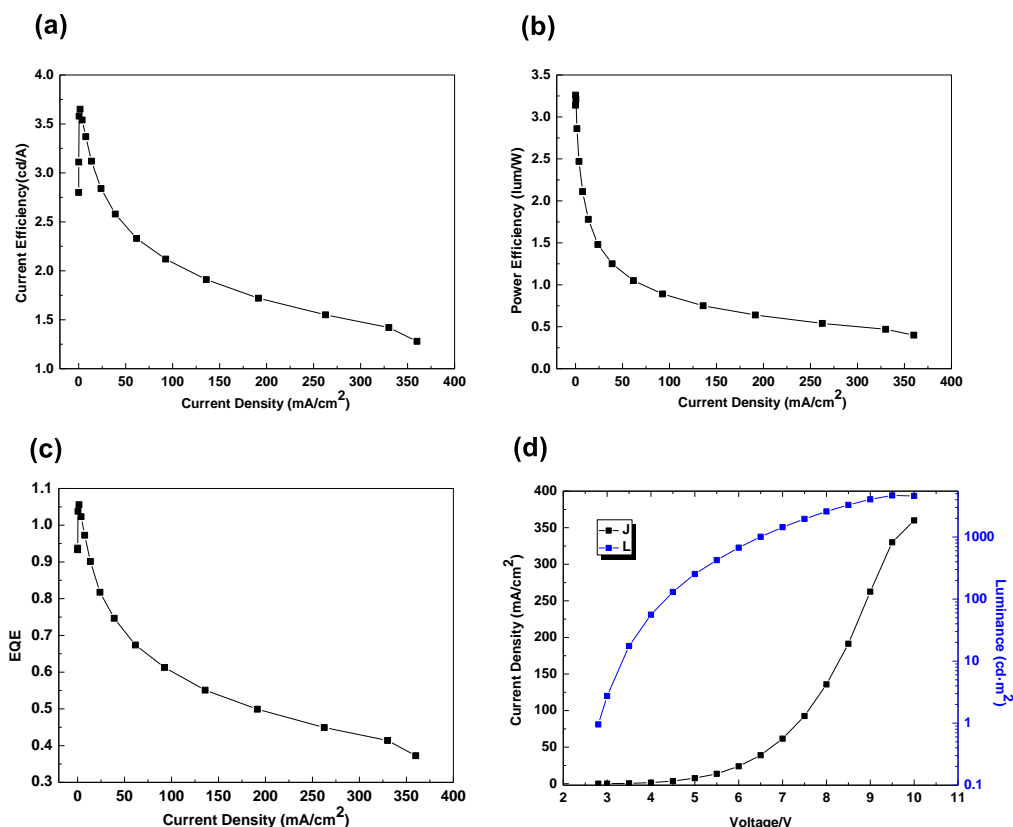 (a)
4.0
3.5
3.0
2.5
2.0
1.5
1.0
Current Efficiency(cd/A)
0 50 100 150 200 250 300 350 400
Current Density (mA/cm2)
(b)
3.5
3.0
2.5
2.0
1.5
1.0
0.5
0.0
Power Efficiency (lum/W)
0 50 100 150 200 250 300 350 400
Current Density (mA/cm2)
(c)
1.1
1.0
0.9
0.8
0.7
0.6
0.5
0.4
0.3
EQE
0 50 100 150 200 250 300 350 400
Current Density (mA/cm2)
(d)
400
350
300
250
200
150
100
50
0
Current Density (mA/cm2)
J
L
1000
100
10
1
0.1
Luminance (cd·m2)
2 3 4 5 6 7 8 9 10 11
Voltage/V